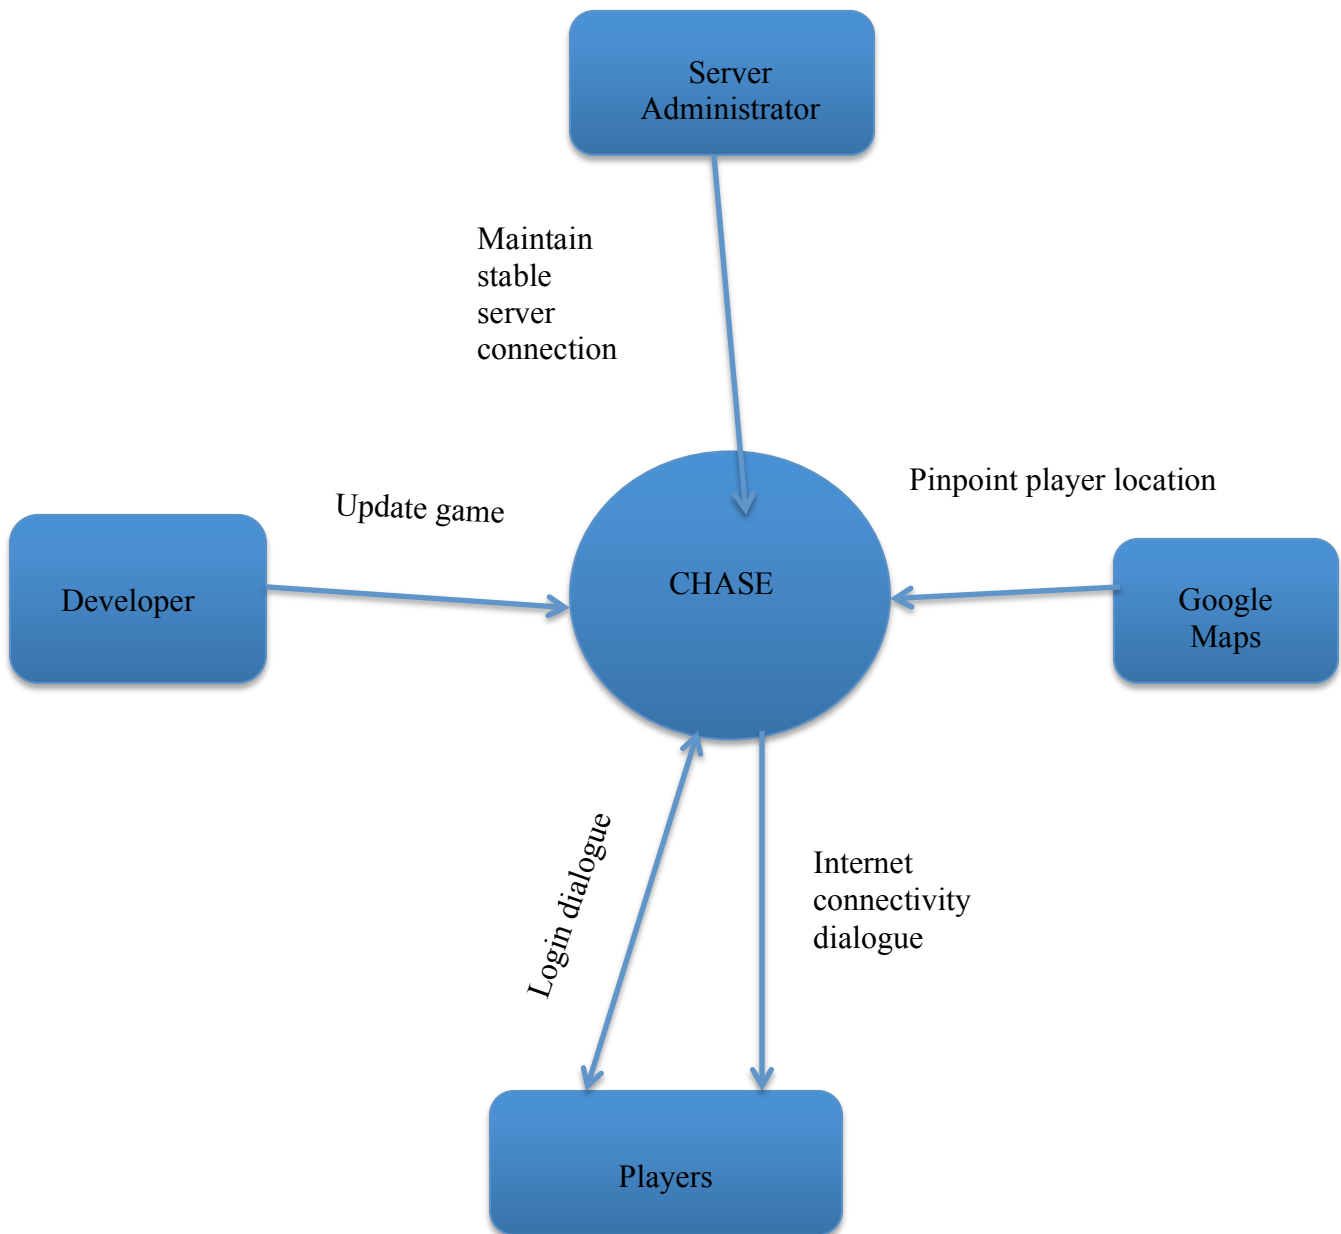 Server
Administrator
Maintain
stable
server
connection
Pinpoint player location
Update game
Developer
CHASE
Google
Maps
Login dialogue
Internet
connectivity
dialogue
Players